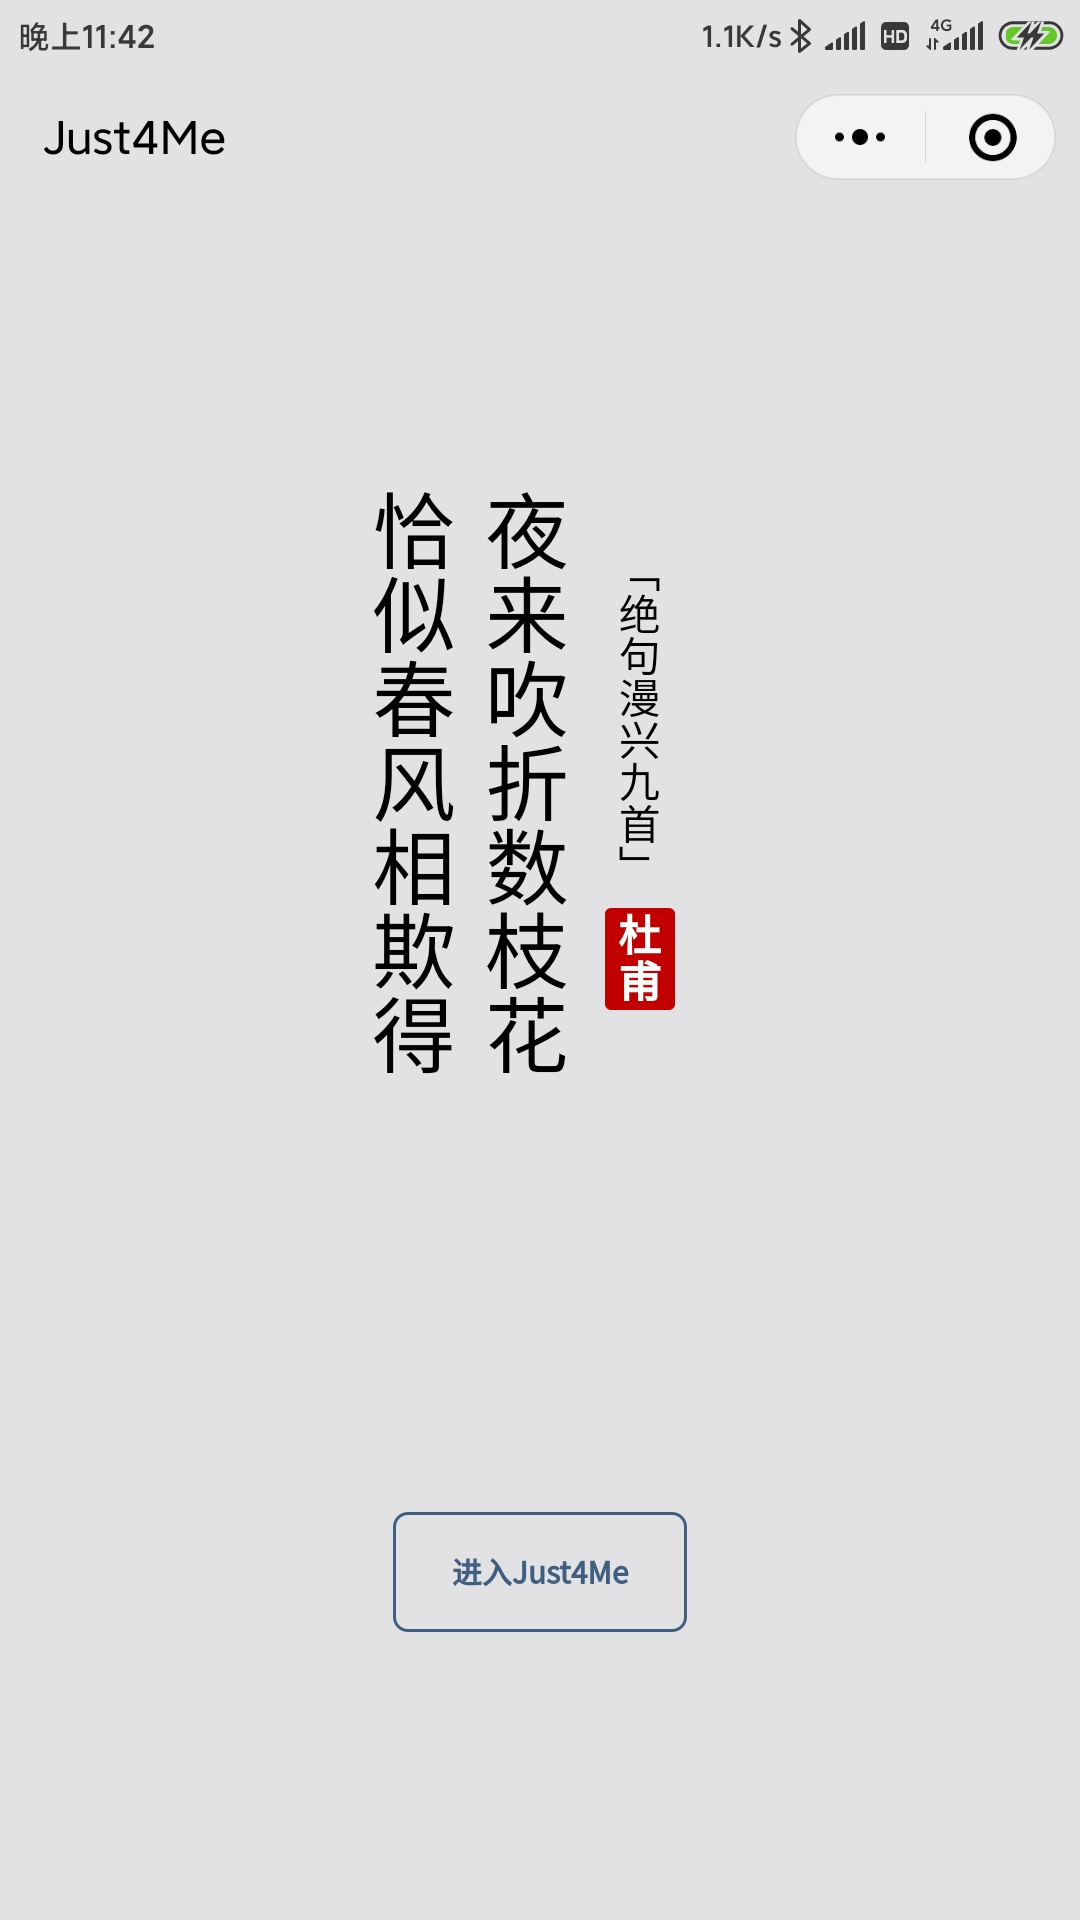 晚上11:42
1.1K/s
HD
4G
Just4Me
恰似春风相欺得
夜来吹折数枝花
「绝句漫兴九首」
杜甫
进入Just4Me